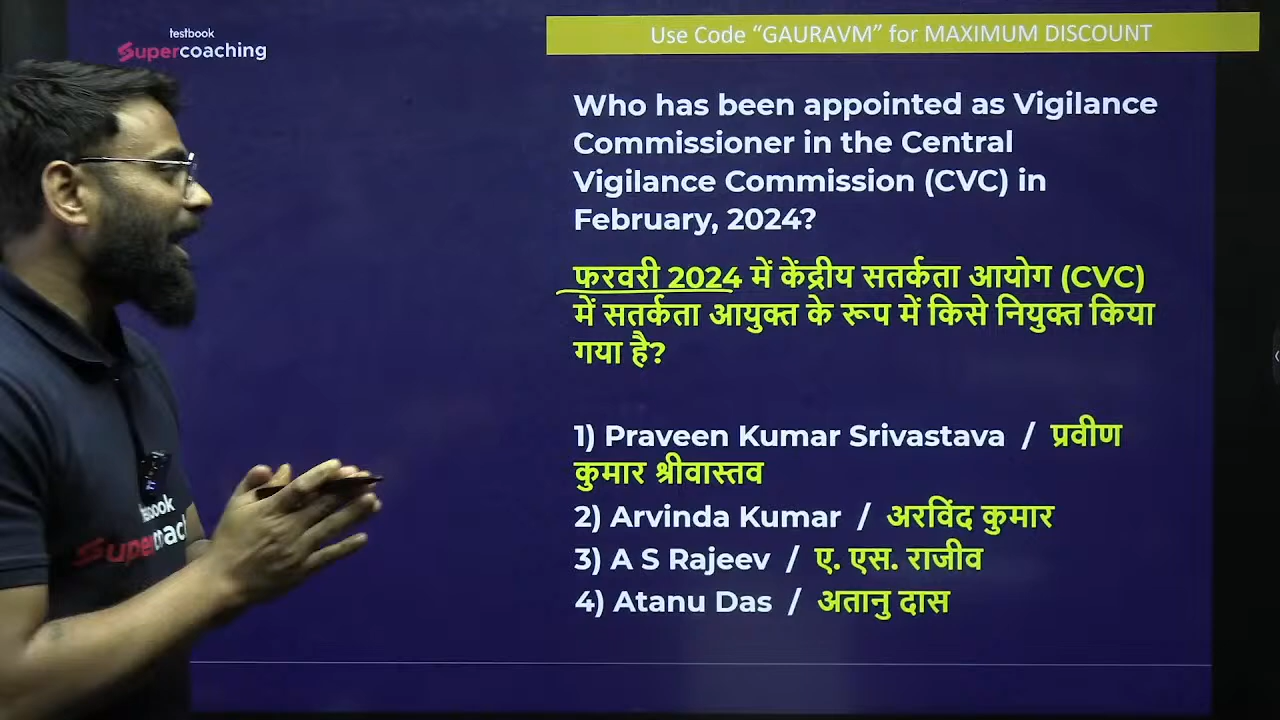 testbook
Supercoaching
Use Code “GAURAVM” for MAXIMUM DISCOUNT
Who has been appointed as Vigilance
Commissioner in the Central
Vigilance Commission (CVC) in
February, 2024?
फरवरी 2024 में केंद्रीय सतर्कता आयोग (CVC)
में सतर्कता आयुक्त के रूप में किसे नियुक्त किया
गया है?
1) Praveen Kumar Srivastava / प्रवीण
कुमार श्रीवास्तव
2) Arvinda Kumar / अरविंद कुमार
3) A S Rajeev / ए. एस. राजीव
4) Atanu Das / अतानु दास